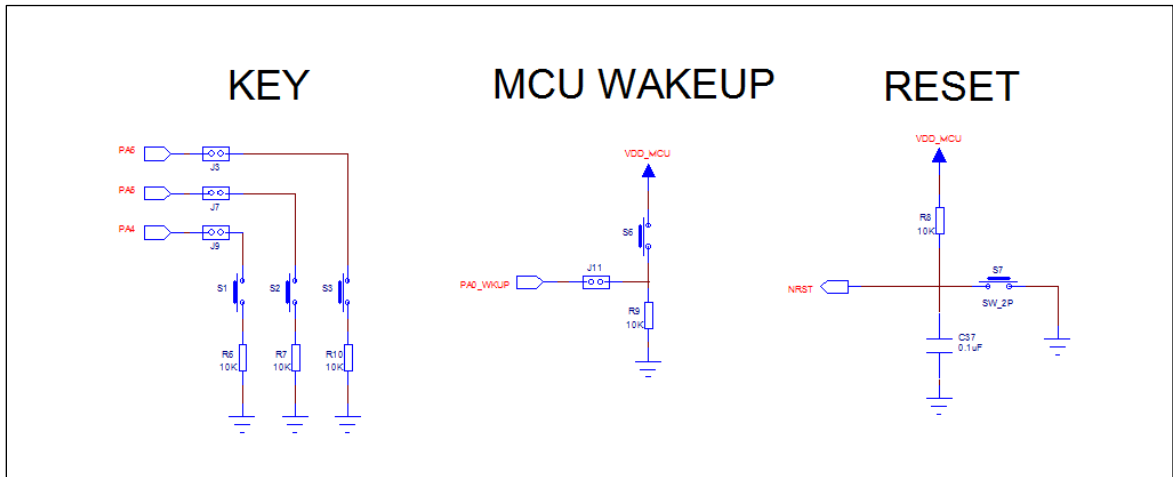 KEY
PA6
J3
PA5
J7
PA4
J9
S1
S2
S3
R6
10K
R7
10K
R10
10K
MCU WAKEUP
VDD_MCU
S6
J11
PA0_WKUP
R9
10K
RESET
VDD_MCU
R8
10K
S7
NRST
SW_2P
C37
0.1uF